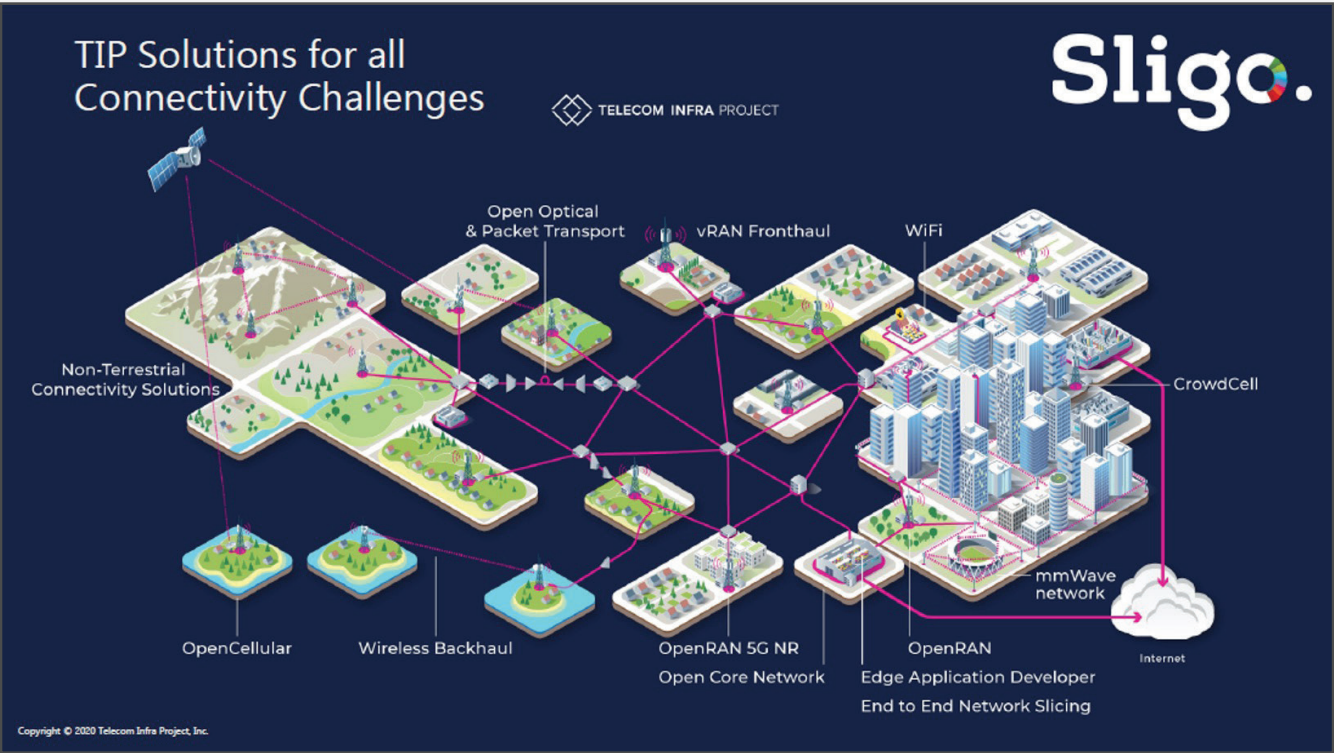 TIP Solutions for all
Connectivity Challenges
TELECOM INFRA PROJECT
Sligo.
Open Optical
& Packet Transport
vRAN Fronthaul
WiFi
Non-Terrestrial
Connectivity Solutions
CrowdCell
mmWave
network
OpenCellular
Wireless Backhaul
OpenRAN 5G NR
OpenRAN
Internet
Open Core Network
Edge Application Developer
End to End Network Slicing
Copyright © 2020 Telecom Infra Project, Inc.